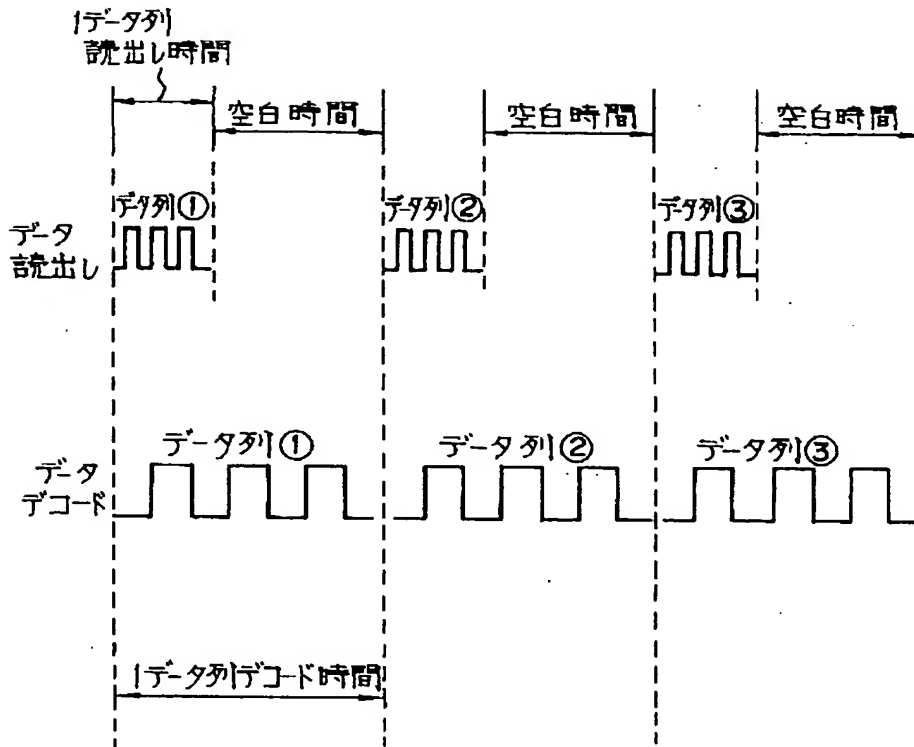 1データ列
読出し時間
空白時間
空白時間
空白時間
データ列①
データ列②
データ列③
データ
読出し
データ列①
データ列②
データ列③
データ
デコード
1データ列デコード時間